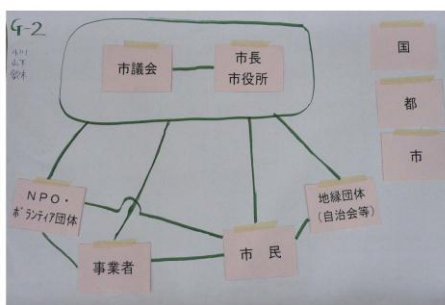 G-2
市議会
市長
市役所
国
都
市
NPO・
ボランティア団体
事業者
市民
地縁団体
(自治会等)